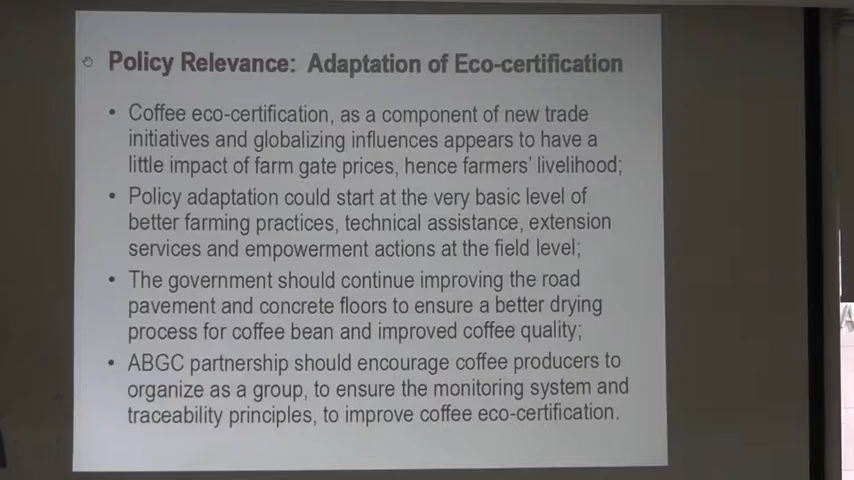 Policy Relevance: Adaptation of Eco-certification
• Coffee eco-certification, as a component of new trade
initiatives and globalizing influences appears to have a
little impact of farm gate prices, hence farmers' livelihood;
• Policy adaptation could start at the very basic level of
better farming practices, technical assistance, extension
services and empowerment actions at the field level;
• The government should continue improving the road
pavement and concrete floors to ensure a better drying
process for coffee bean and improved coffee quality;
• ABGC partnership should encourage coffee producers to
organize as a group, to ensure the monitoring system and
traceability principles, to improve coffee eco-certification.